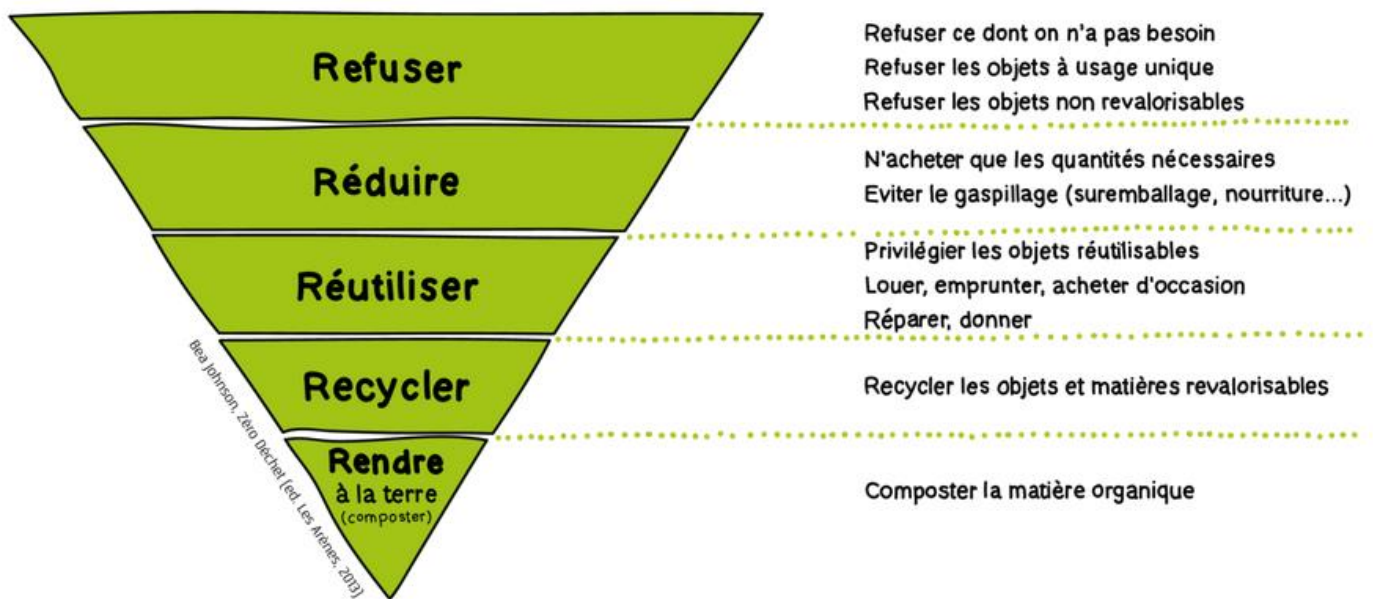 Refuser
Refuser ce dont on n'a pas besoin
Refuser les objets à usage unique
Refuser les objets non revalorisables
Réduire
N'acheter que les quantités nécessaires
Eviter le gaspillage (suremballage, nourriture...)
Réutiliser
Privilégier les objets réutilisables
Louer, emprunter, acheter d'occasion
Réparer, donner
Recycler
Recycler les objets et matières revalorisables
Rendre
à la terre
(composter)
Composter la matière organique
Bea Johnson, Zéro Déchet [ed. Les Arènes, 2013]